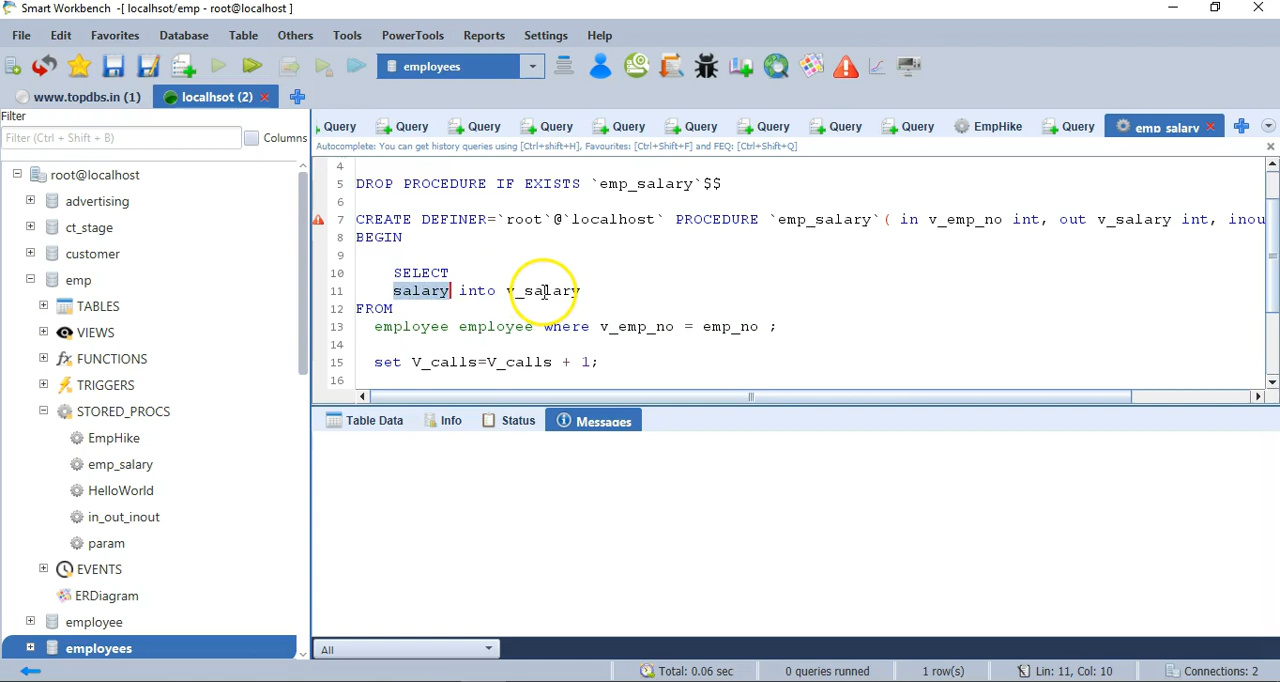 Smart Workbench -[ localhsot/emp - root@localhost ]
File Edit Favorites Database Table Others Tools PowerTools Reports Settings Help
employees
www.topdbs.in (1) localhsot (2)
Filter
Filter (Ctrl + Shift + B) Columns
Query Query Query Query Query Query Query Query Query EmpHike Query emp_salary
Autocomplete: You can get history queries using [Ctrl+shift+H], Favourites: [Ctrl+Shift+F] and FEQ: [Ctrl+Shift+Q]
root@localhost
advertising
ct_stage
customer
emp
TABLES
VIEWS
FUNCTIONS
TRIGGERS
STORED_PROCS
EmpHike
emp_salary
HelloWorld
in_out_inout
param
EVENTS
ERDiagram
employee
employees
4
5 DROP PROCEDURE IF EXISTS `emp_salary`$$
6
7 CREATE DEFINER=`root`@`localhost` PROCEDURE `emp_salary`( in v_emp_no int, out v_salary int, inou
8 BEGIN
9
10 SELECT
11 salary into v_salary
12 FROM
13 employee employee where v_emp_no = emp_no ;
14
15 set V_calls=V_calls + 1;
16
Table Data Info Status Messages
All
Total: 0.06 sec 0 queries runned 1 row(s) Lin: 11, Col: 10 Connections: 2